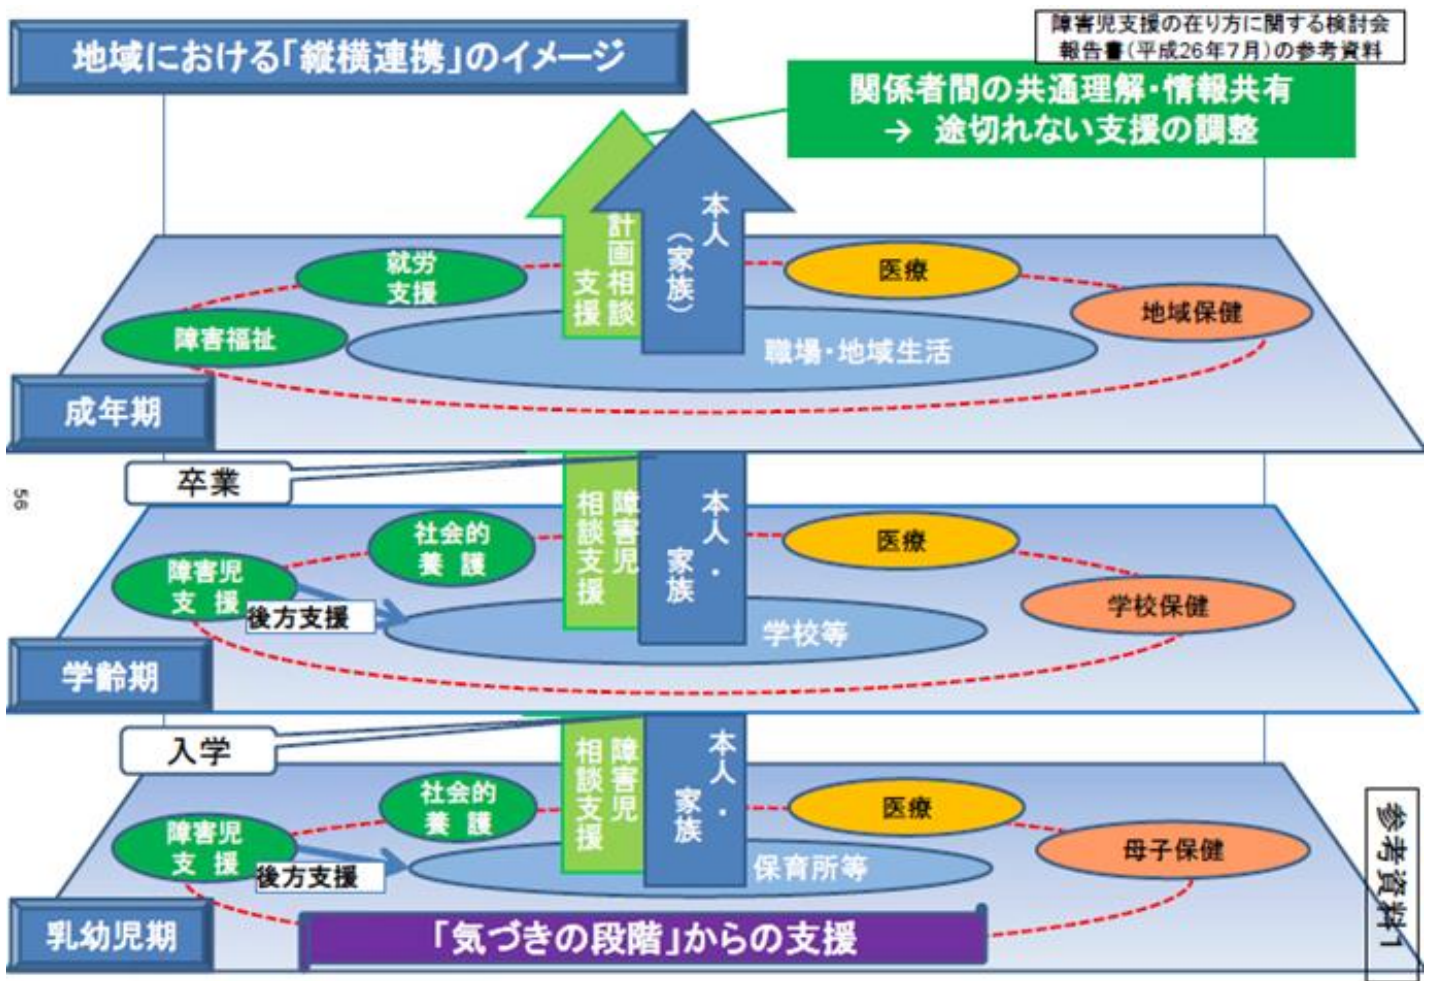 地域における「縦横連携」のイメージ
障害児支援の在り方に関する検討会
報告書(平成26年7月)の参考資料
関係者間の共通理解・情報共有
→ 途切れない支援の調整
計画相談
支援
本人
(家族)
就労
支援
医療
障害福祉
地域保健
職場・地域生活
成年期
卒業
56
障害児
相談支援
本人・
家族
社会的
養 護
医療
障害児
支 援
後方支援
学校保健
学校等
学齢期
入学
障害児
相談支援
本人・
家族
社会的
養 護
医療
障害児
支 援
後方支援
母子保健
保育所等
乳幼児期
「気づきの段階」からの支援
参考資料1